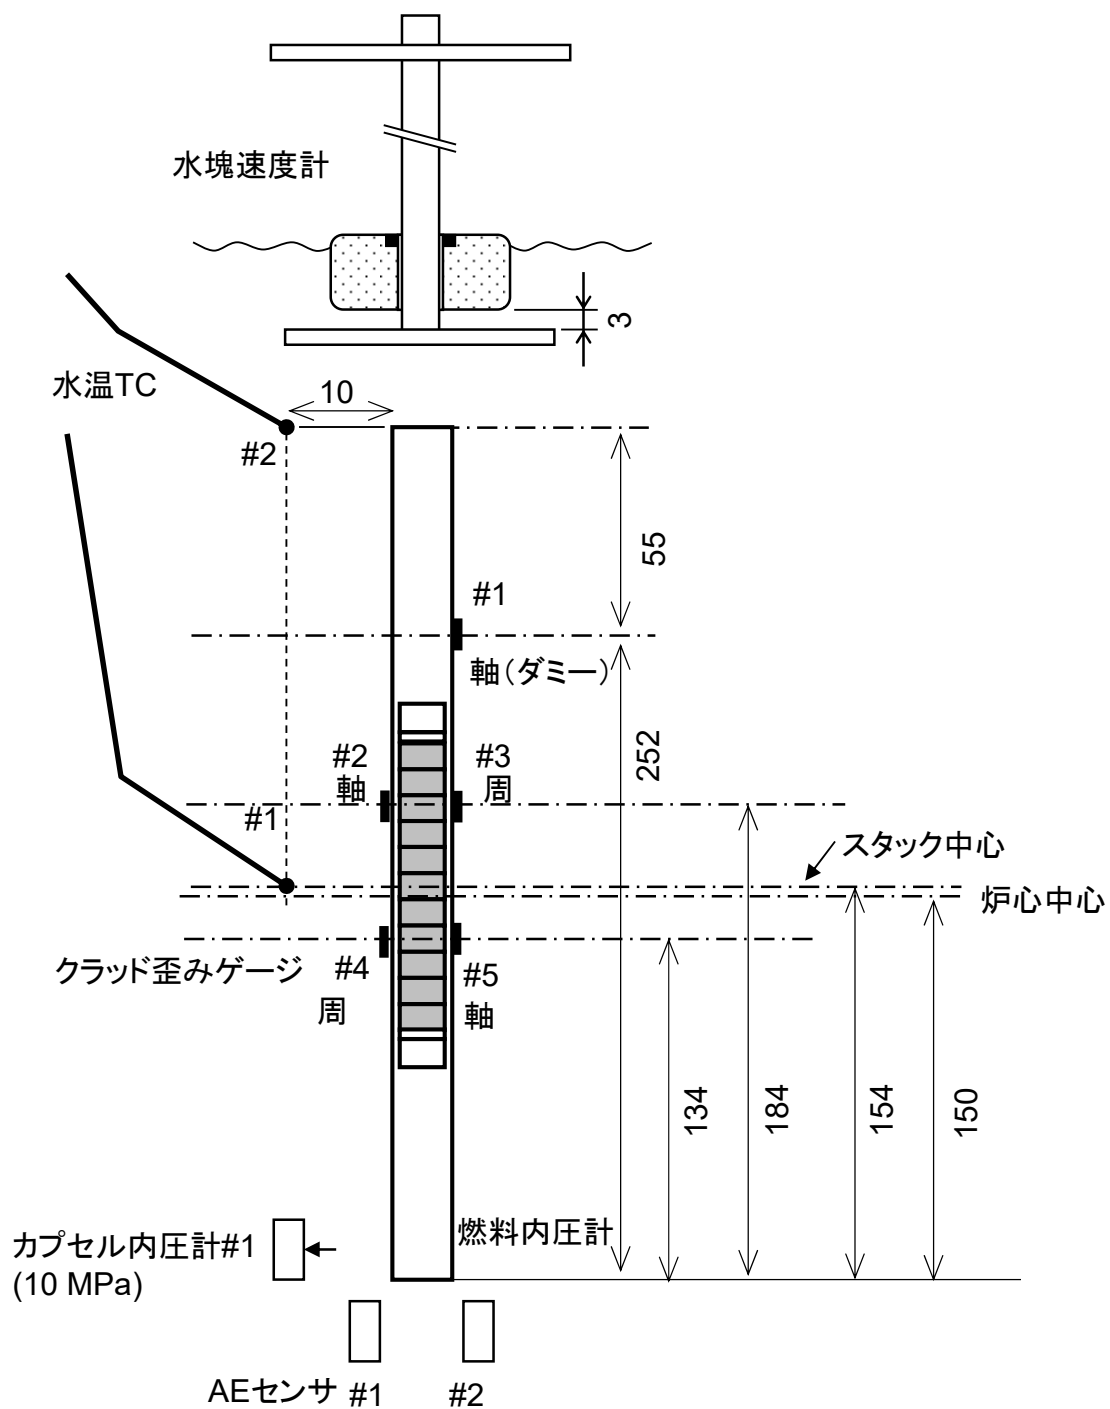 水塊速度計
3
水温TC
10
#2
55
#1
軸(ダミー)
252
#2
軸
#3
周
#1
スタック中心
炉心中心
クラッド歪みゲージ
#4
周
#5
軸
134
184
154
150
カプセル内圧計#1
(10 MPa)
燃料内圧計
AEセンサ #1 #2